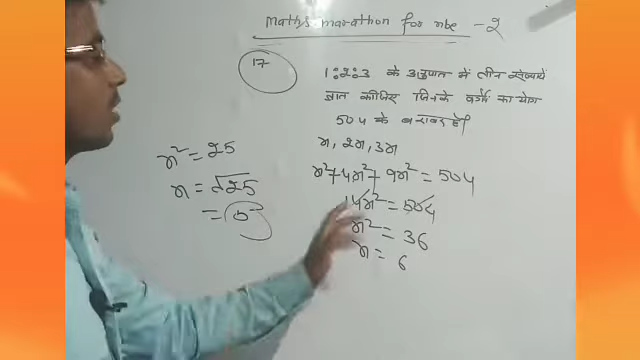 Maths marathon for nbe - 2
17
1:2:3 के अनुपात में तीन संख्यायें
ज्ञात कीजिए जिनके वर्गों का योग
504 के बराबर है।
x, 2x, 3x
x² + 4x² + 9x² = 504
14x² = 504
x² = 36
x = 6
x² = 25
x = √25
= 5